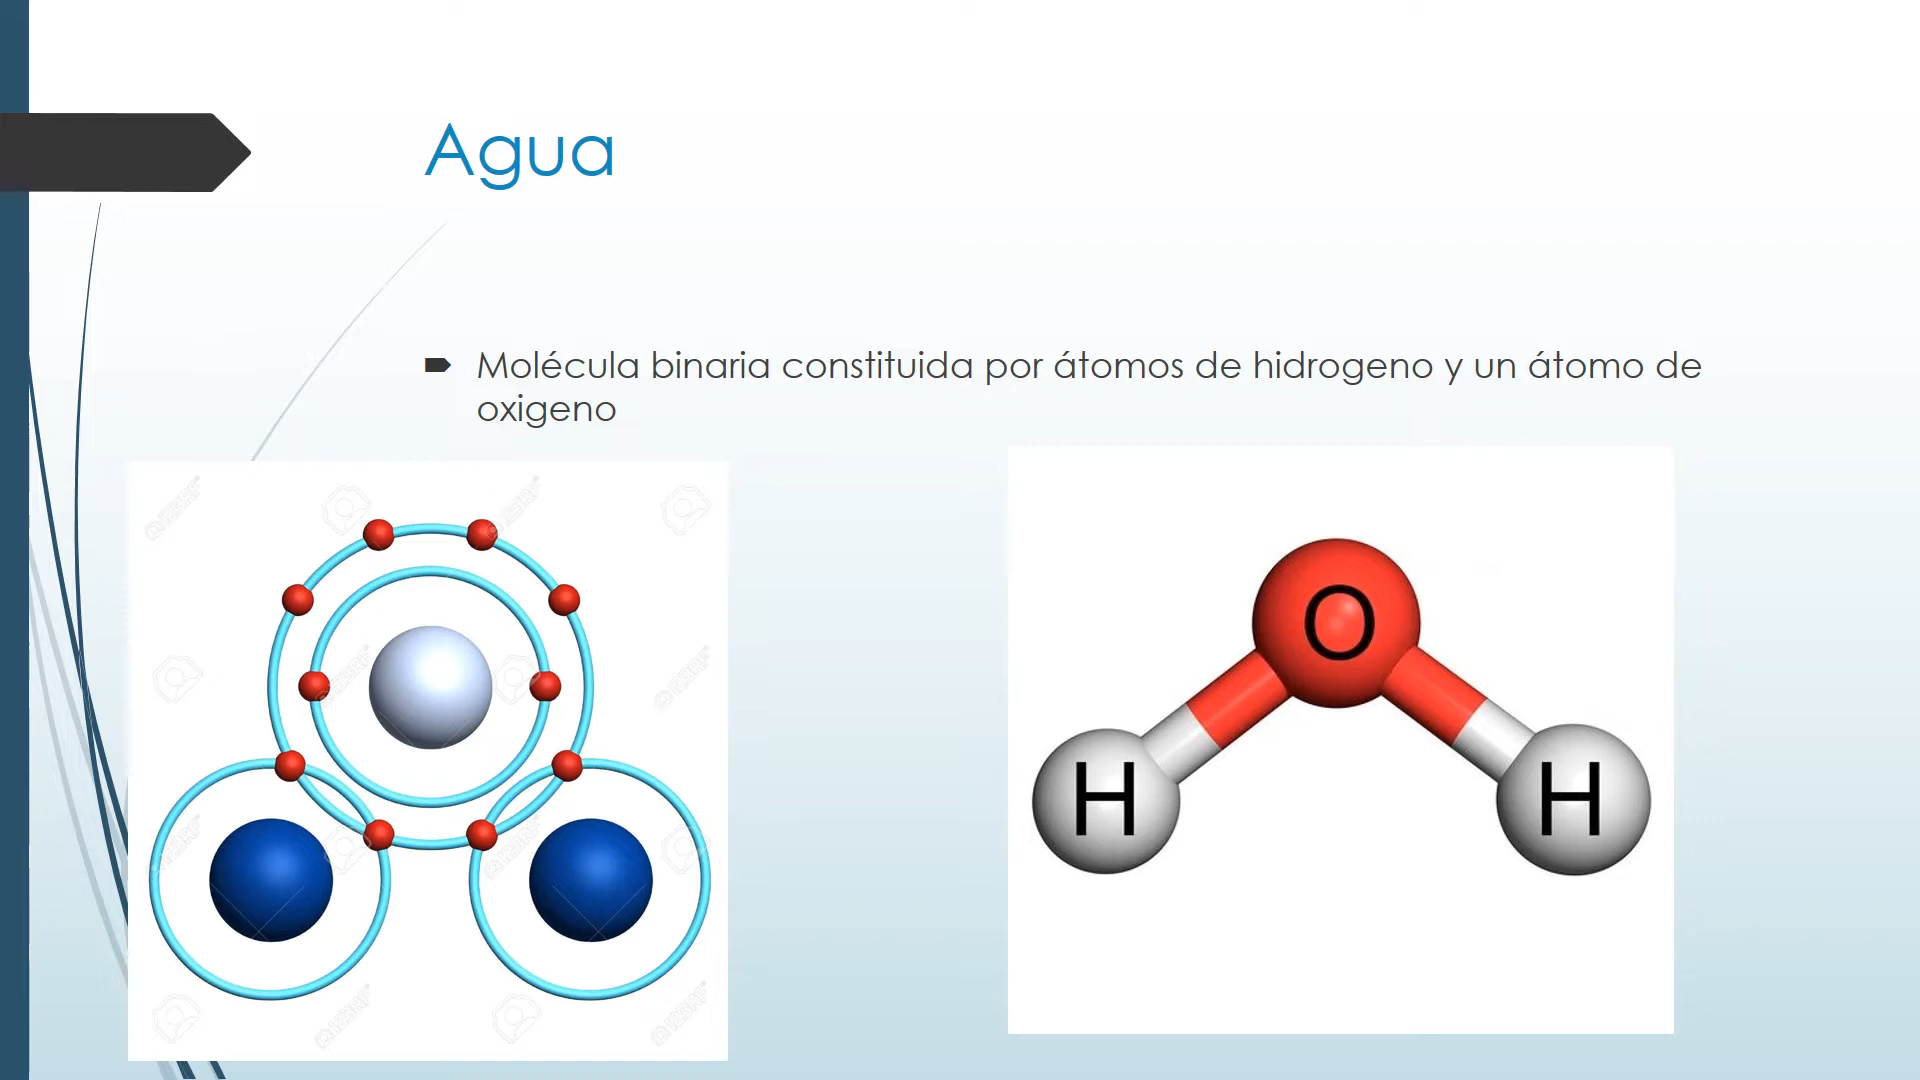 Agua
Molécula binaria constituida por átomos de hidrogeno y un átomo de
oxigeno
O
H
H